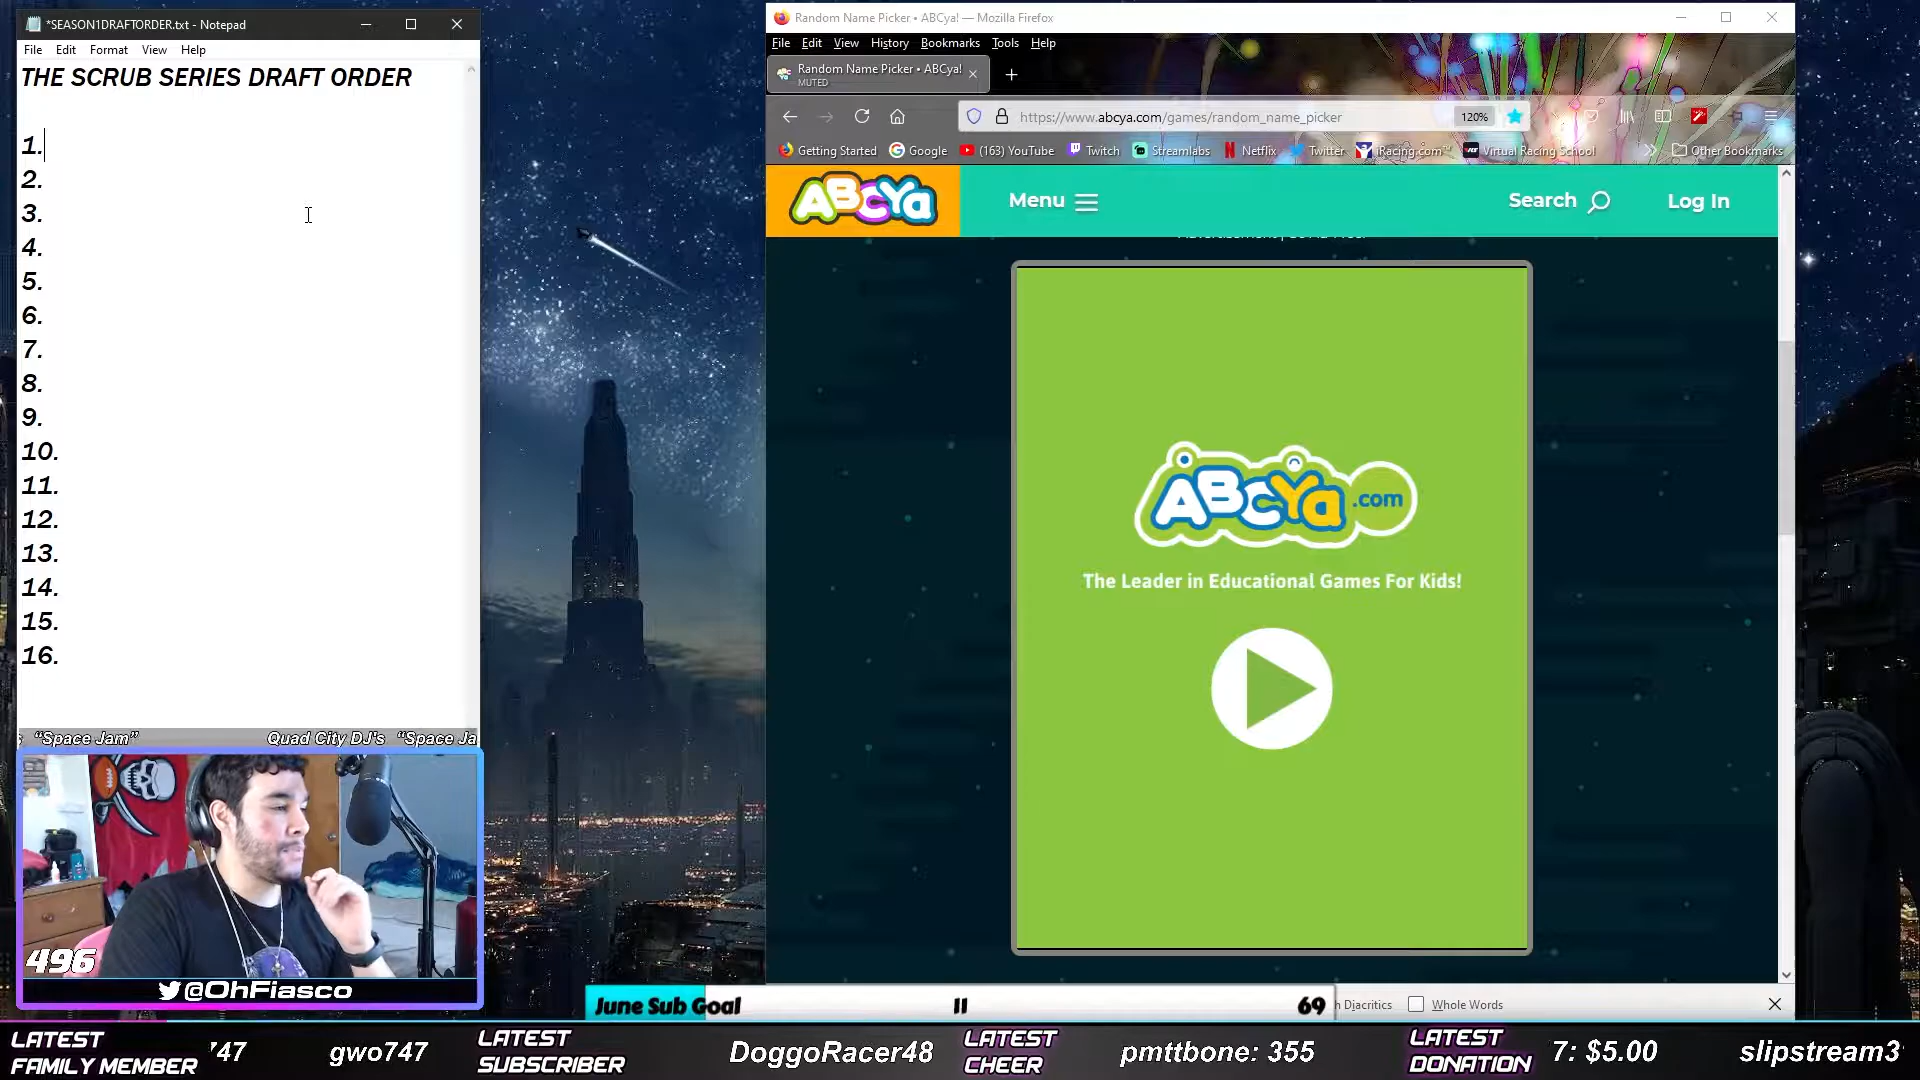 *SEASON1DRAFTORDER.txt - Notepad
File Edit Format View Help
THE SCRUB SERIES DRAFT ORDER
1.
2.
3.
4.
5.
6.
7.
8.
9.
10.
11.
12.
13.
14.
15.
16.
“Space Jam” Quad City DJ's “Space Ja
496
@OhFiasco
Random Name Picker • ABCya! — Mozilla Firefox
File Edit View History Bookmarks Tools Help
Random Name Picker • ABCya!
MUTED
https://www.abcya.com/games/random_name_picker
120%
Getting Started Google (163) YouTube Twitch Streamlabs Netflix Twitter iRacing.com™ Virtual Racing School Other Bookmarks
ABCYa
Menu Search Log In
ABCYa.com
The Leader in Educational Games For Kids!
June Sub Goal 11 69
h Diacritics Whole Words
LATEST FAMILY MEMBER '47 gwo747
LATEST SUBSCRIBER DoggoRacer48
LATEST CHEER pmttbone: 355
LATEST DONATION 7: $5.00 slipstream3